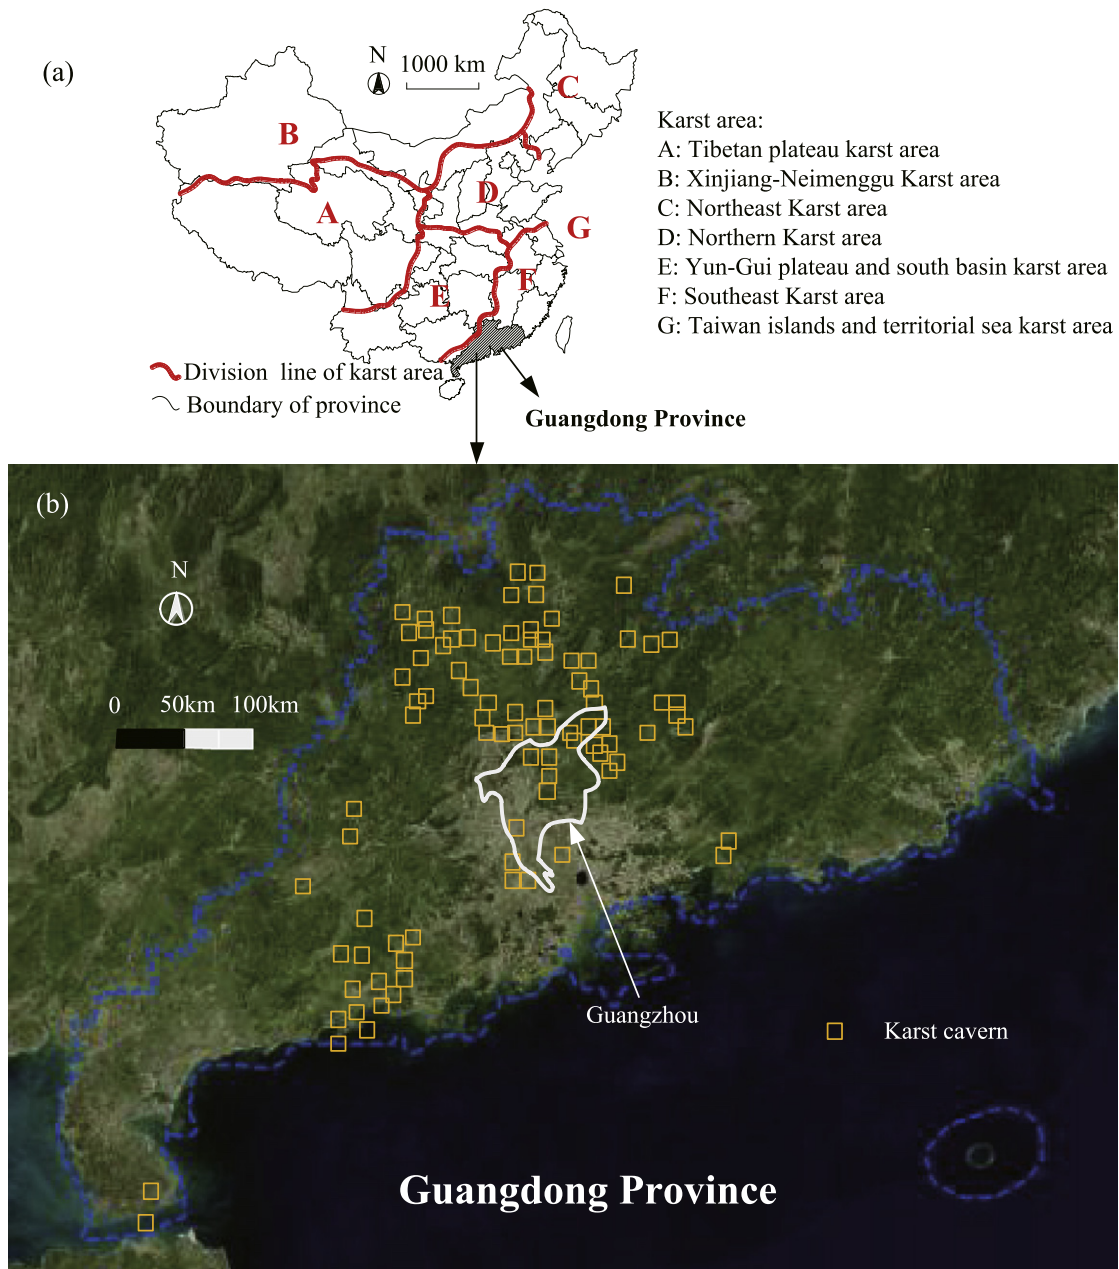 (a)
N
1000 km
A
B
C
D
E
F
G
Karst area:
A: Tibetan plateau karst area
B: Xinjiang-Neimenggu Karst area
C: Northeast Karst area
D: Northern Karst area
E: Yun-Gui plateau and south basin karst area
F: Southeast Karst area
G: Taiwan islands and territorial sea karst area
Division line of karst area
Boundary of province
Guangdong Province
(b)
N
0 50km 100km
Guangzhou
Karst cavern
Guangdong Province